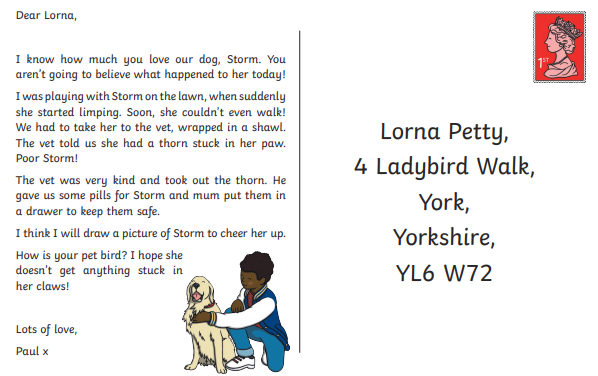 Dear Lorna,
I know how much you love our dog, Storm. You
aren't going to believe what happened to her today!
I was playing with Storm on the lawn, when suddenly
she started limping. Soon, she couldn't even walk!
We had to take her to the vet, wrapped in a shawl.
The vet told us she had a thorn stuck in her paw.
Poor Storm!
The vet was very kind and took out the thorn. He
gave us some pills for Storm and mum put them in
a drawer to keep them safe.
I think I will draw a picture of Storm to cheer her up.
How is your pet bird? I hope she
doesn't get anything stuck in
her claws!
Lots of love,
Paul x
1ST
Lorna Petty,
4 Ladybird Walk,
York,
Yorkshire,
YL6 W72